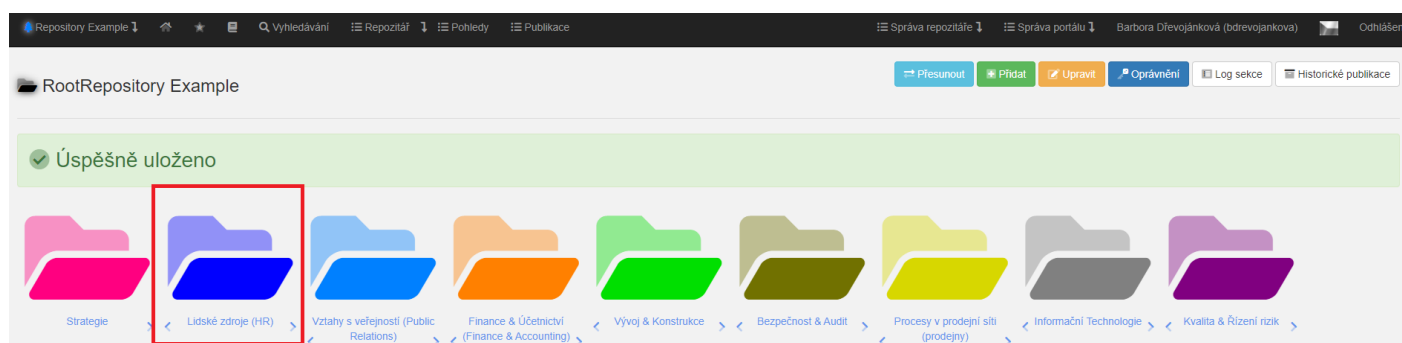 Repository Example Vyhledávání Repozitář Pohledy Publikace Správa repozitáře Správa portálu Barbora Dřevojánková (bdrevojankova) Odhlášen
RootRepository Example Přesunout Přidat Upravit Oprávnění Log sekce Historické publikace
Úspěšně uloženo
Strategie
Lidské zdroje (HR)
Vztahy s veřejností (Public
Relations)
Finance & Účetnictví
(Finance & Accounting)
Vývoj & Konstrukce
Bezpečnost & Audit
Procesy v prodejní síti
(prodejny)
Informační Technologie
Kvalita & Řízení rizik